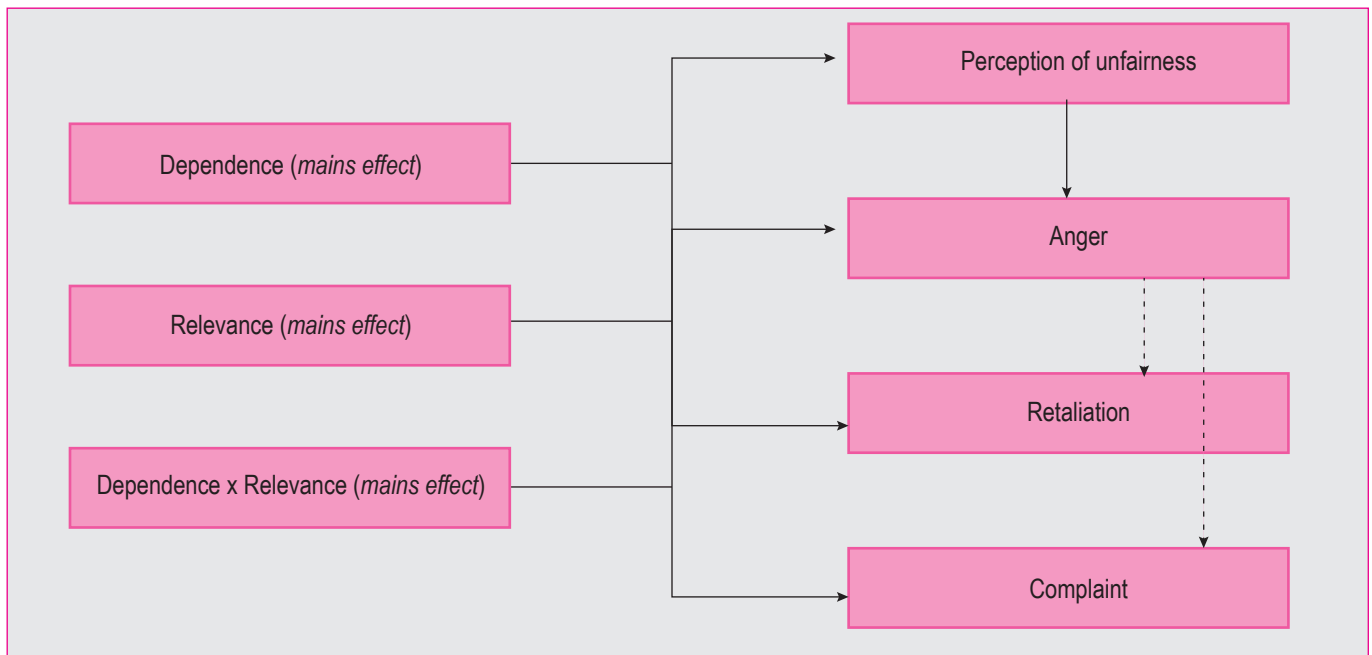 Perception of unfairness
Dependence (mains effect)
Anger
Relevance (mains effect)
Retaliation
Dependence x Relevance (mains effect)
Complaint